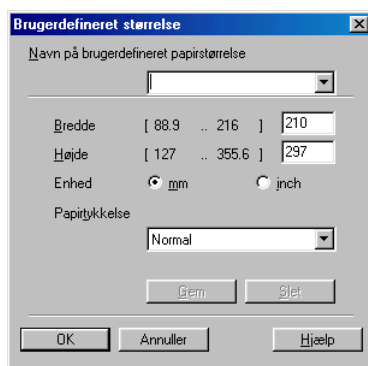 Brugerdefineret størrelse
Navn på brugerdefineret papirstørrelse
Bredde [ 88.9 .. 216 ] 210
Højde [ 127 .. 355.6 ] 297
Enhed mm inch
Papirtykkelse
Normal
Gem Slet
OK Annuller Hjælp